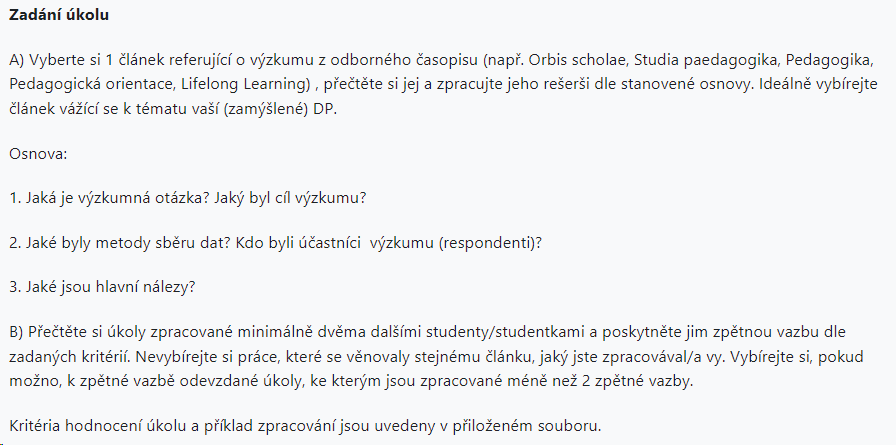 Zadání úkolu
A) Vyberte si 1 článek referující o výzkumu z odborného časopisu (např. Orbis scholae, Studia paedagogika, Pedagogika,
Pedagogická orientace, Lifelong Learning) , přečtěte si jej a zpracujte jeho rešerši dle stanovené osnovy. Ideálně vybírejte
článek vážící se k tématu vaší (zamýšlené) DP.
Osnova:
1. Jaká je výzkumná otázka? Jaký byl cíl výzkumu?
2. Jaké byly metody sběru dat? Kdo byli účastníci  výzkumu (respondenti)?
3. Jaké jsou hlavní nálezy?
B) Přečtěte si úkoly zpracované minimálně dvěma dalšími studenty/studentkami a poskytněte jim zpětnou vazbu dle
zadaných kritérií. Nevybírejte si práce, které se věnovaly stejnému článku, jaký jste zpracovával/a vy. Vybírejte si, pokud
možno, k zpětné vazbě odevzdané úkoly, ke kterým jsou zpracované méně než 2 zpětné vazby.
Kritéria hodnocení úkolu a příklad zpracování jsou uvedeny v přiloženém souboru.